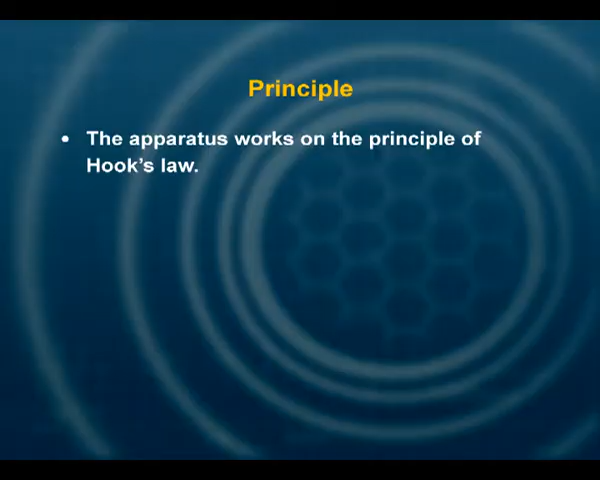 Principle
• The apparatus works on the principle of
Hook's law.